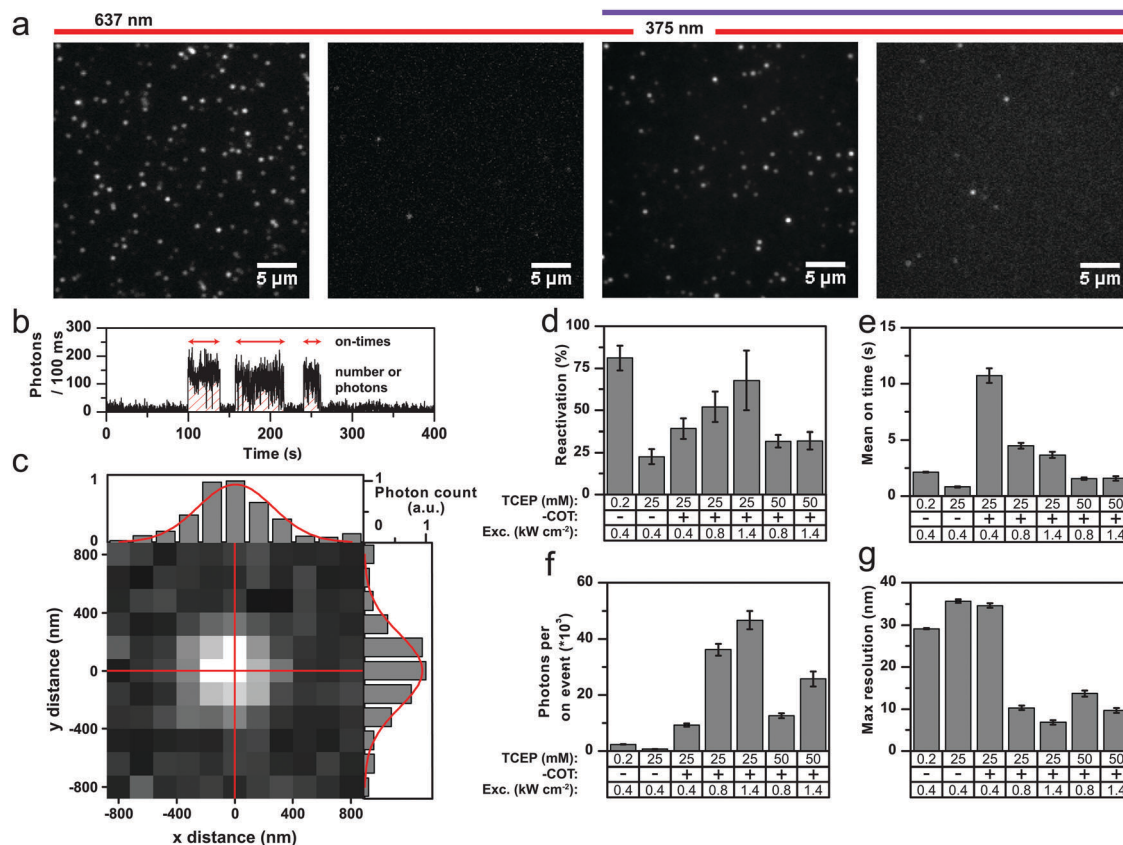 a
637 nm
375 nm
5 µm
5 µm
5 µm
5 µm
b
Photons
/ 100 ms
300
200
100
0
on-times
number or
photons
0 100 200 300 400
Time (s)
c
1
0
Photon count
(a.u.)
0 1
y distance (nm)
800
400
0
-400
-800
-800 -400 0 400 800
x distance (nm)
d
Reactivation (%)
100
75
50
25
0
TCEP (mM): 0.2 25 25 25 25 50 50
-COT: - - + + + + +
Exc. (kW cm⁻²): 0.4 0.4 0.4 0.8 1.4 0.8 1.4
e
Mean on time (s)
15
10
5
0
0.2 25 25 25 25 50 50
- - + + + + +
0.4 0.4 0.4 0.8 1.4 0.8 1.4
f
Photons per
on event (*10³)
60
40
20
0
TCEP (mM): 0.2 25 25 25 25 50 50
-COT: - - + + + + +
Exc. (kW cm⁻²): 0.4 0.4 0.4 0.8 1.4 0.8 1.4
g
Max resolution (nm)
40
30
20
10
0
0.2 25 25 25 25 50 50
- - + + + + +
0.4 0.4 0.4 0.8 1.4 0.8 1.4